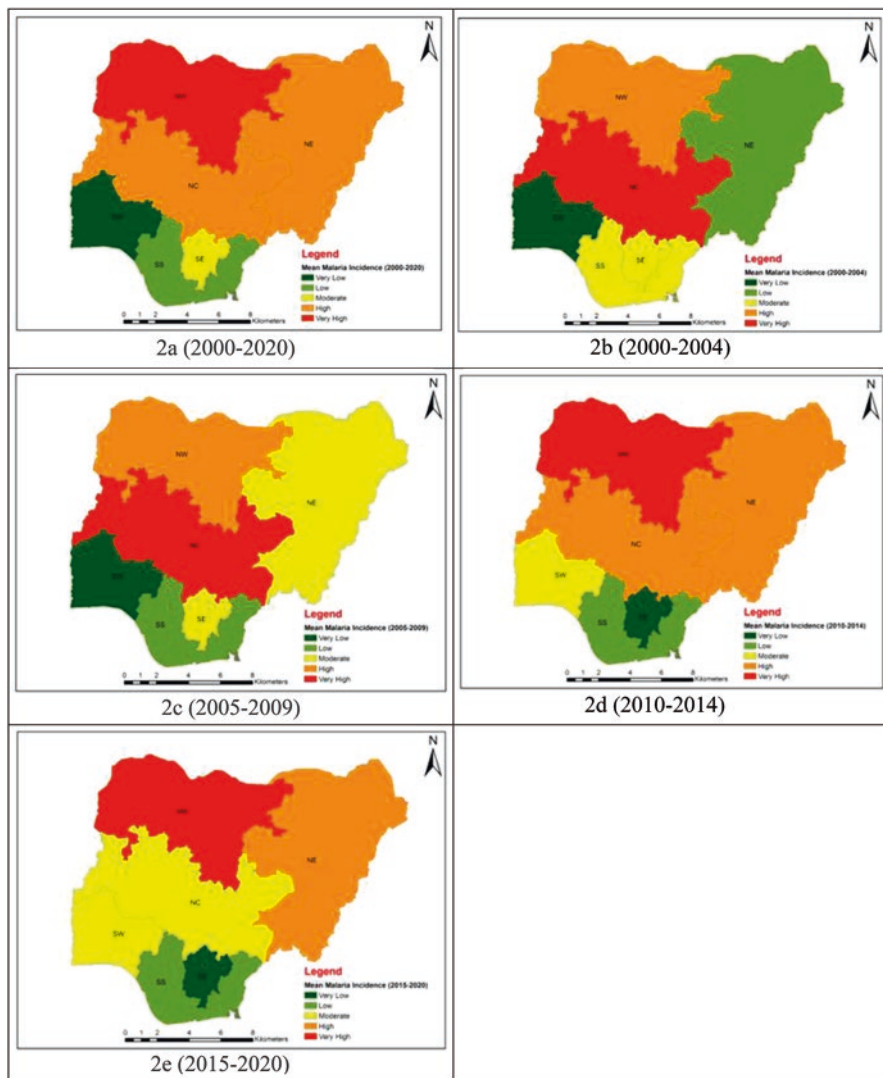 N
NW
NE
NC
SW
SS
SE
Legend
Mean Malaria Incidence (2000-2020)
Very Low
Low
Moderate
High
Very High
0 1 2 4 6 8
Kilometers
2a (2000-2020)
N
NW
NE
NC
SW
SS
SE
Legend
Mean Malaria Incidence (2000-2004)
Very Low
Low
Moderate
High
Very High
0 1 2 4 6 8
Kilometers
2b (2000-2004)
N
NW
NE
NC
SW
SS
SE
Legend
Mean Malaria Incidence (2005-2009)
Very Low
Low
Moderate
High
Very High
0 1 2 4 6 8
Kilometers
2c (2005-2009)
N
NW
NE
NC
SW
SS
SE
Legend
Mean Malaria Incidence (2010-2014)
Very Low
Low
Moderate
High
Very High
0 1 2 4 6 8
Kilometers
2d (2010-2014)
N
NW
NE
NC
SW
SS
SE
Legend
Mean Malaria Incidence (2015-2020)
Very Low
Low
Moderate
High
Very High
0 1 2 4 6 8
Kilometers
2e (2015-2020)